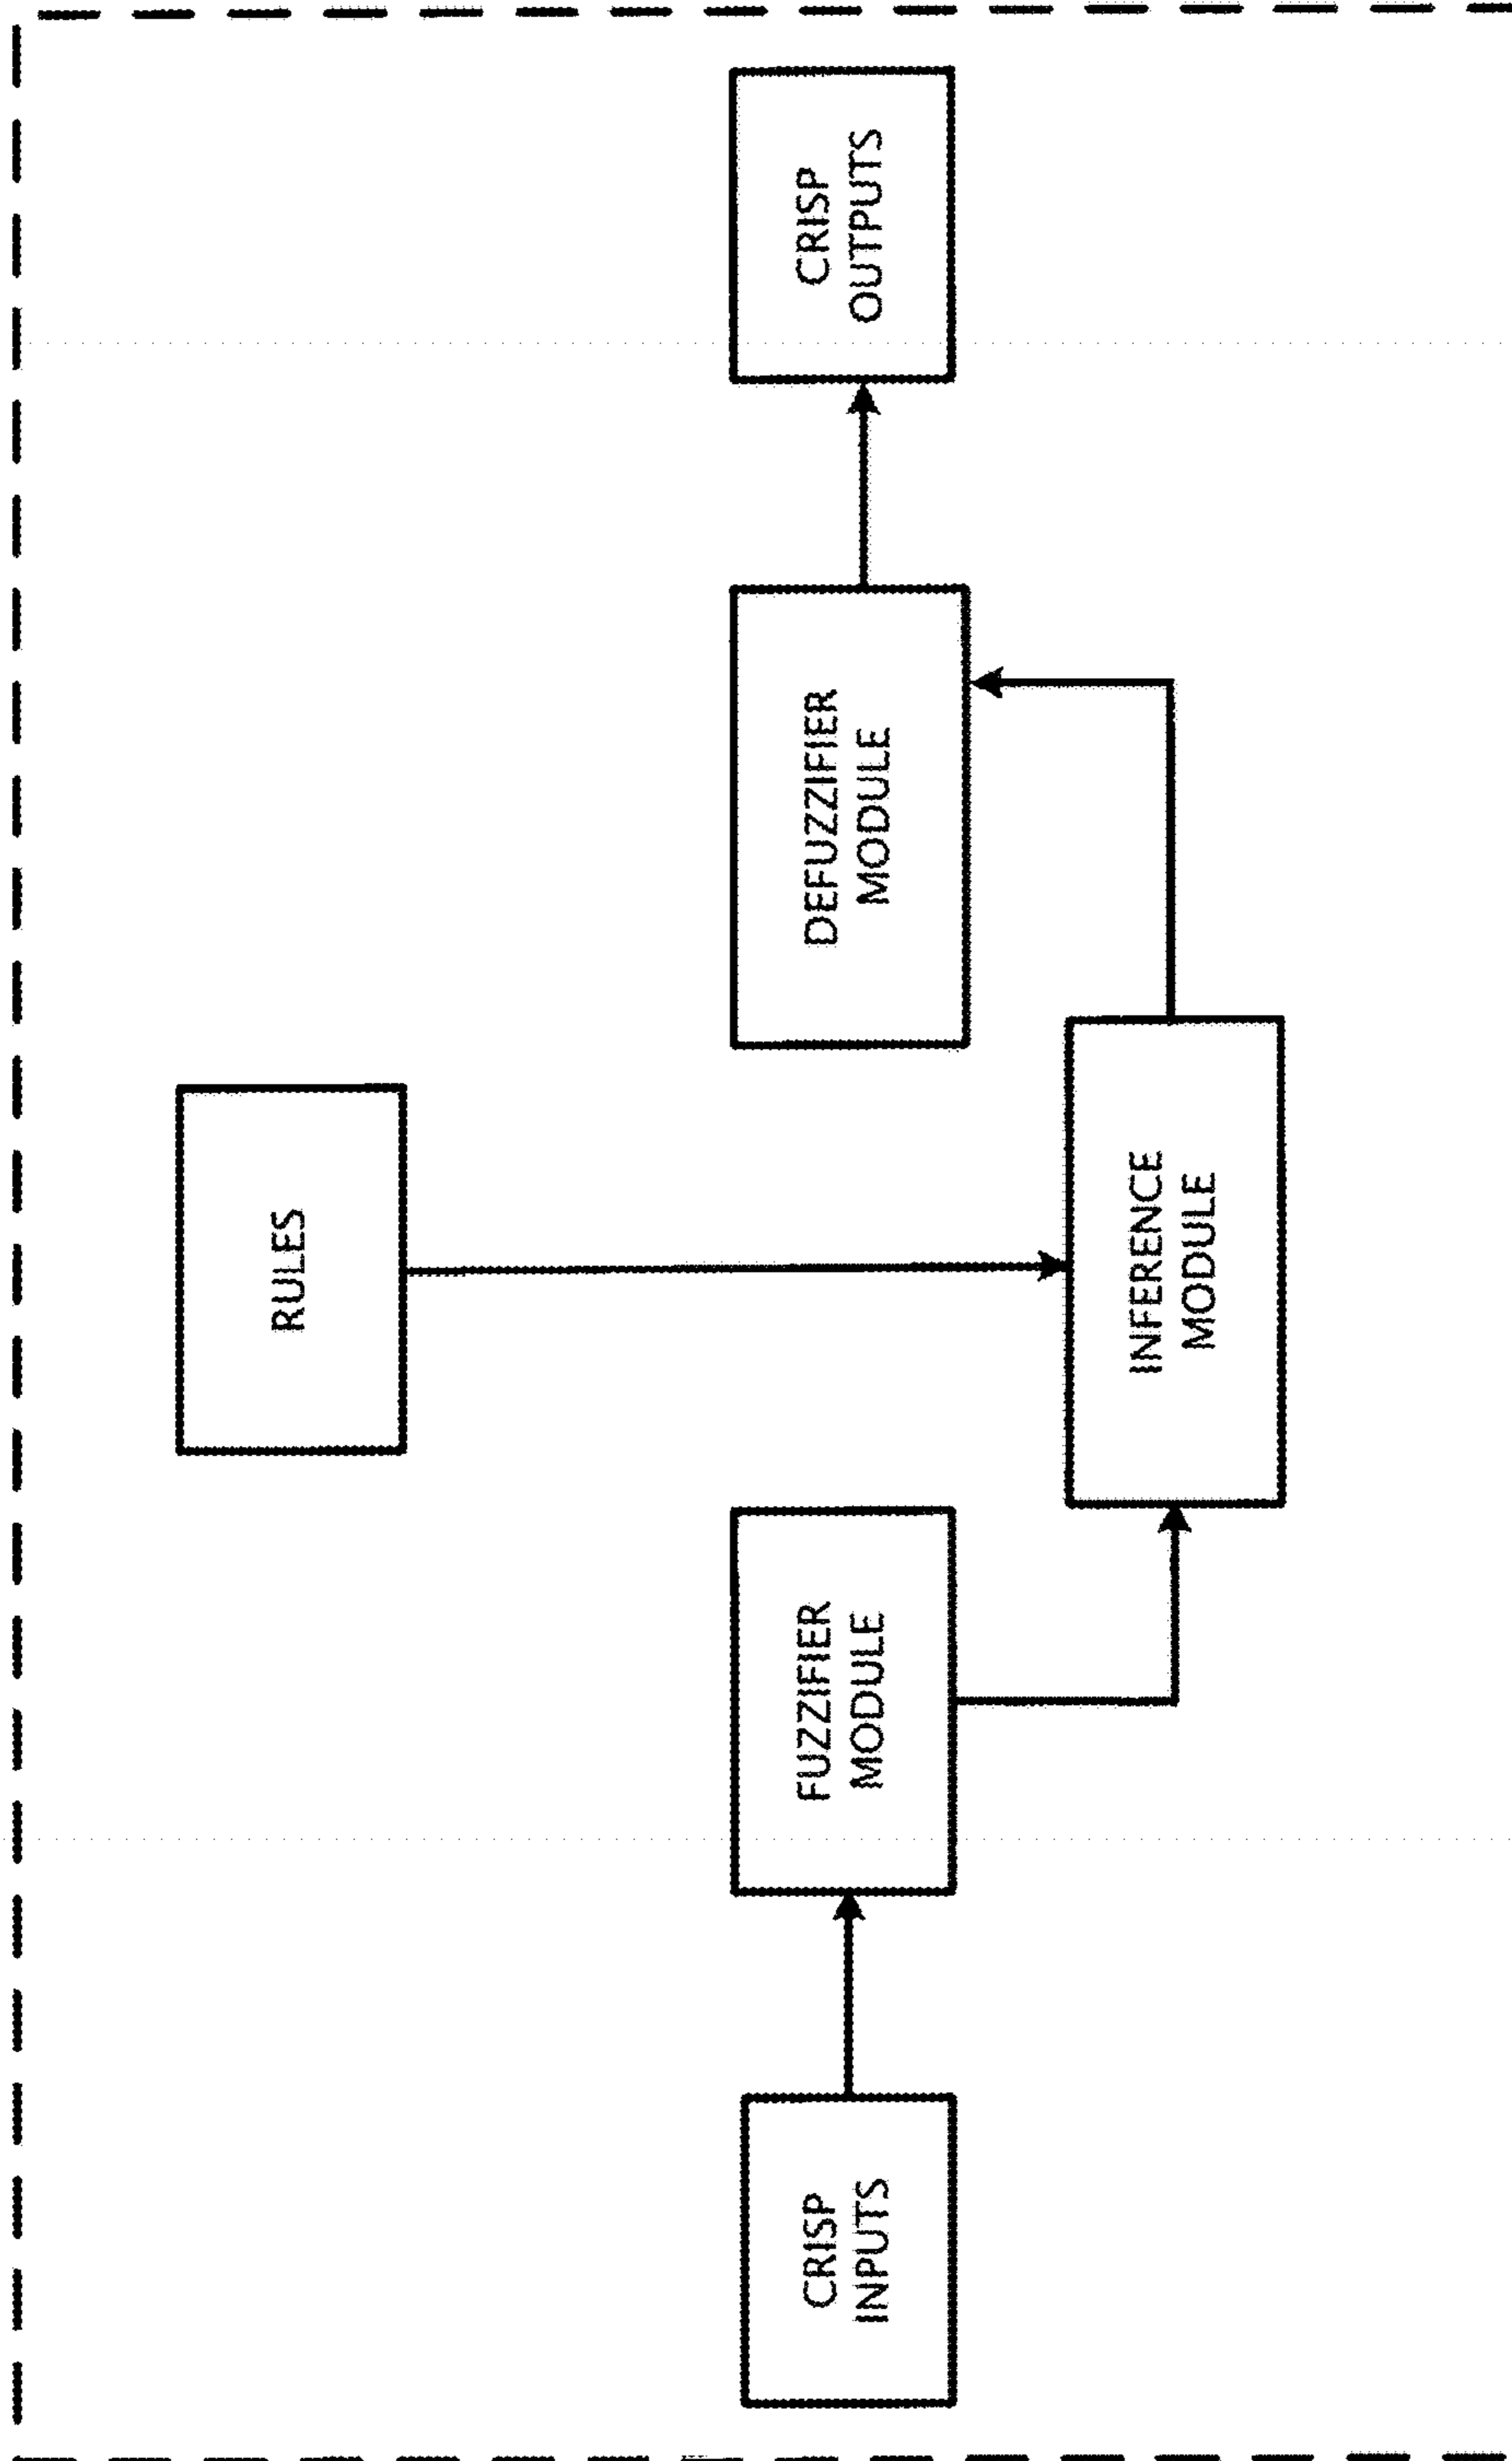 RULES
CRISP
INPUTS
FUZZIFIER
MODULE
DEFUZZIFIER
MODULE
CRISP
OUTPUTS
INFERENCE
MODULE